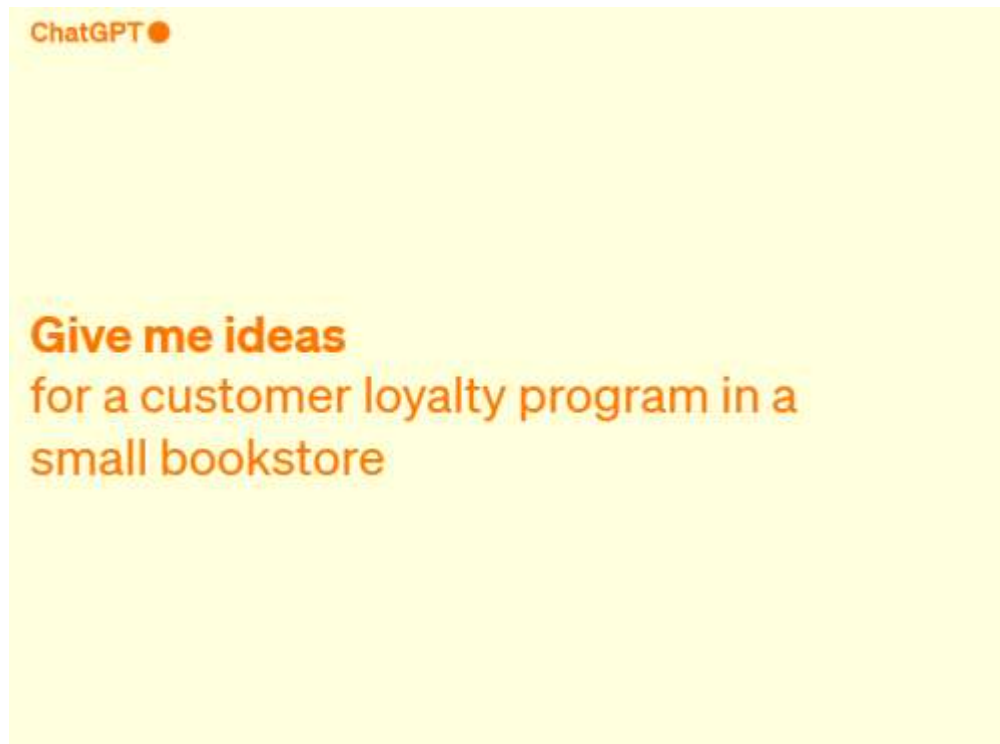 ChatGPT
Give me ideas
for a customer loyalty program in a
small bookstore